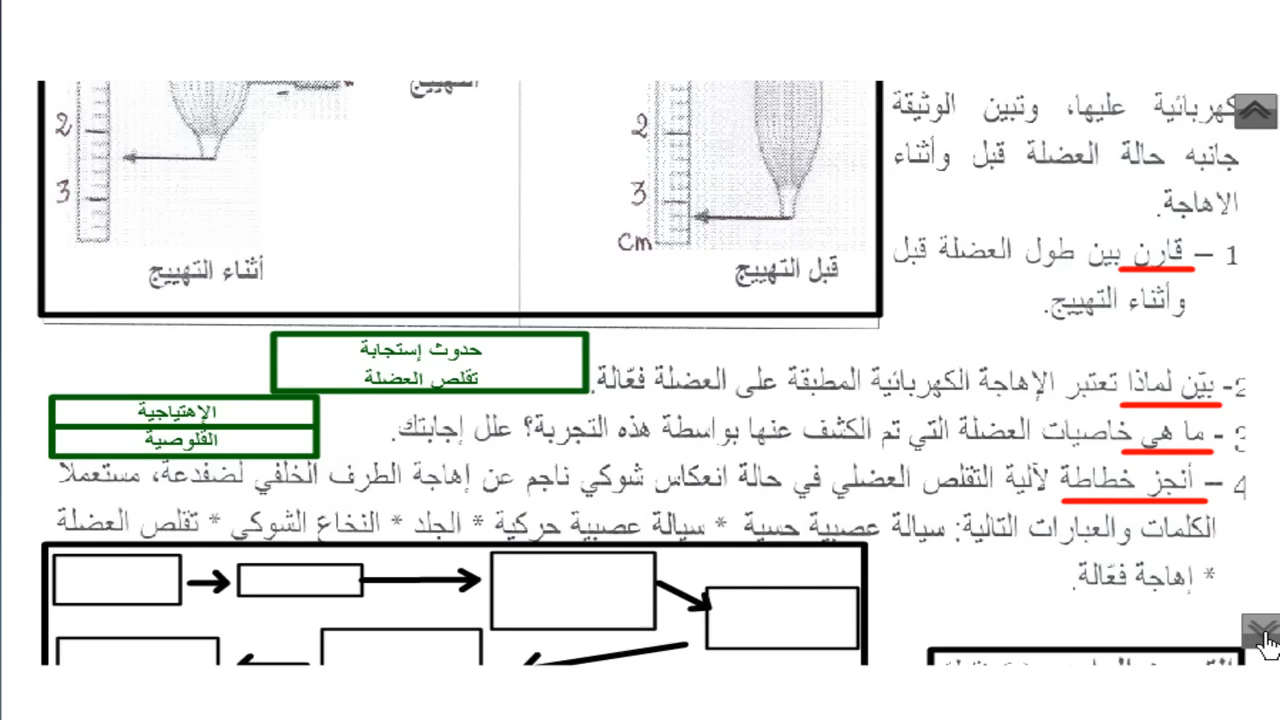 كهربائية عليها، وتبين الوثيقة
جانبه حالة العضلة قبل وأثناء
الاهاجة.
1 – قارن بين طول العضلة قبل
وأثناء التهييج.
التهييج
2
3
2
3
Cm
أثناء التهييج
قبل التهييج
حدوث إستجابة
تقلص العضلة
2- بيّن لماذا تعتبر الإهاجة الكهربائية المطبقة على العضلة فعّالة.
الإهتياجية
القلوصية
3 - ما هي خاصيات العضلة التي تم الكشف عنها بواسطة هذه التجربة؟ علل إجابتك.
4 – أنجز خطاطة لآلية التقلص العضلي في حالة انعكاس شوكي ناجم عن إهاجة الطرف الخلفي لضفدعة، مستعملا
الكلمات والعبارات التالية: سيالة عصبية حسية * سيالة عصبية حركية * الجلد * النخاع الشوكي * تقلص العضلة
* إهاجة فعّالة.